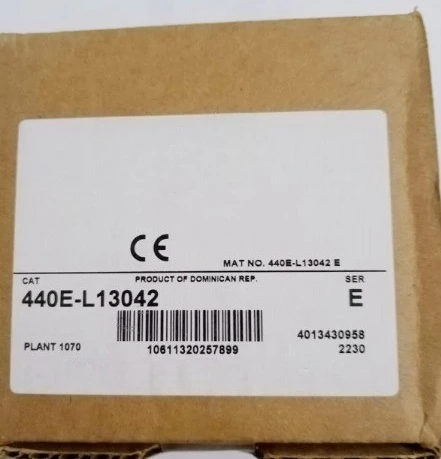 CE
MAT NO. 440E-L13042 E
CAT PRODUCT OF DOMINICAN REP. SER
440E-L13042 E
4013430958
PLANT 1070 10611320257899 2230